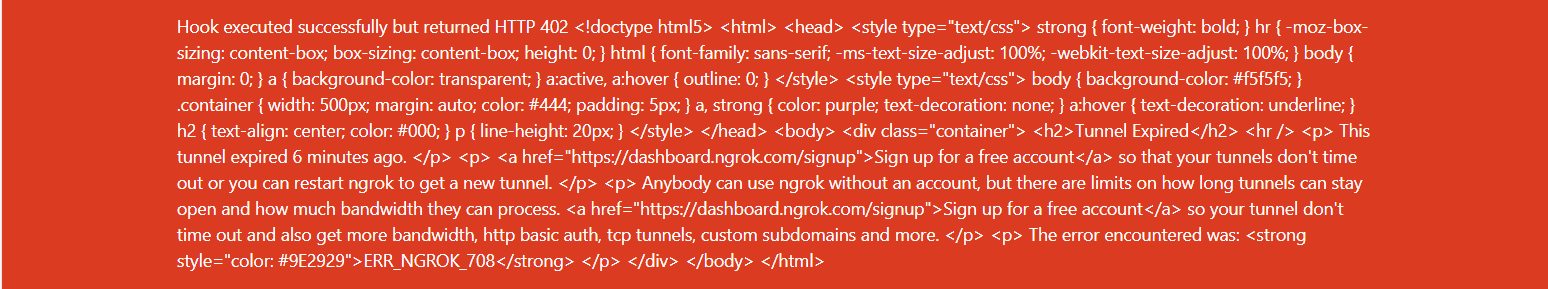 Hook executed successfully but returned HTTP 402 <!doctype html5> <html> <head> <style type="text/css"> strong { font-weight: bold; } hr { -moz-box-
sizing: content-box; box-sizing: content-box; height: 0; } html { font-family: sans-serif; -ms-text-size-adjust: 100%; -webkit-text-size-adjust: 100%; } body {
margin: 0; } a { background-color: transparent; } a:active, a:hover { outline: 0; } </style> <style type="text/css"> body { background-color: #f5f5f5; }
.container { width: 500px; margin: auto; color: #444; padding: 5px; } a, strong { color: purple; text-decoration: none; } a:hover { text-decoration: underline; }
h2 { text-align: center; color: #000; } p { line-height: 20px; } </style> </head> <body> <div class="container"> <h2>Tunnel Expired</h2> <hr /> <p> This
tunnel expired 6 minutes ago. </p> <p> <a href="https://dashboard.ngrok.com/signup">Sign up for a free account</a> so that your tunnels don't time
out or you can restart ngrok to get a new tunnel. </p> <p> Anybody can use ngrok without an account, but there are limits on how long tunnels can stay
open and how much bandwidth they can process. <a href="https://dashboard.ngrok.com/signup">Sign up for a free account</a> so your tunnel don't
time out and also get more bandwidth, http basic auth, tcp tunnels, custom subdomains and more. </p> <p> The error encountered was: <strong
style="color: #9E2929">ERR_NGROK_708</strong> </p> </div> </body> </html>